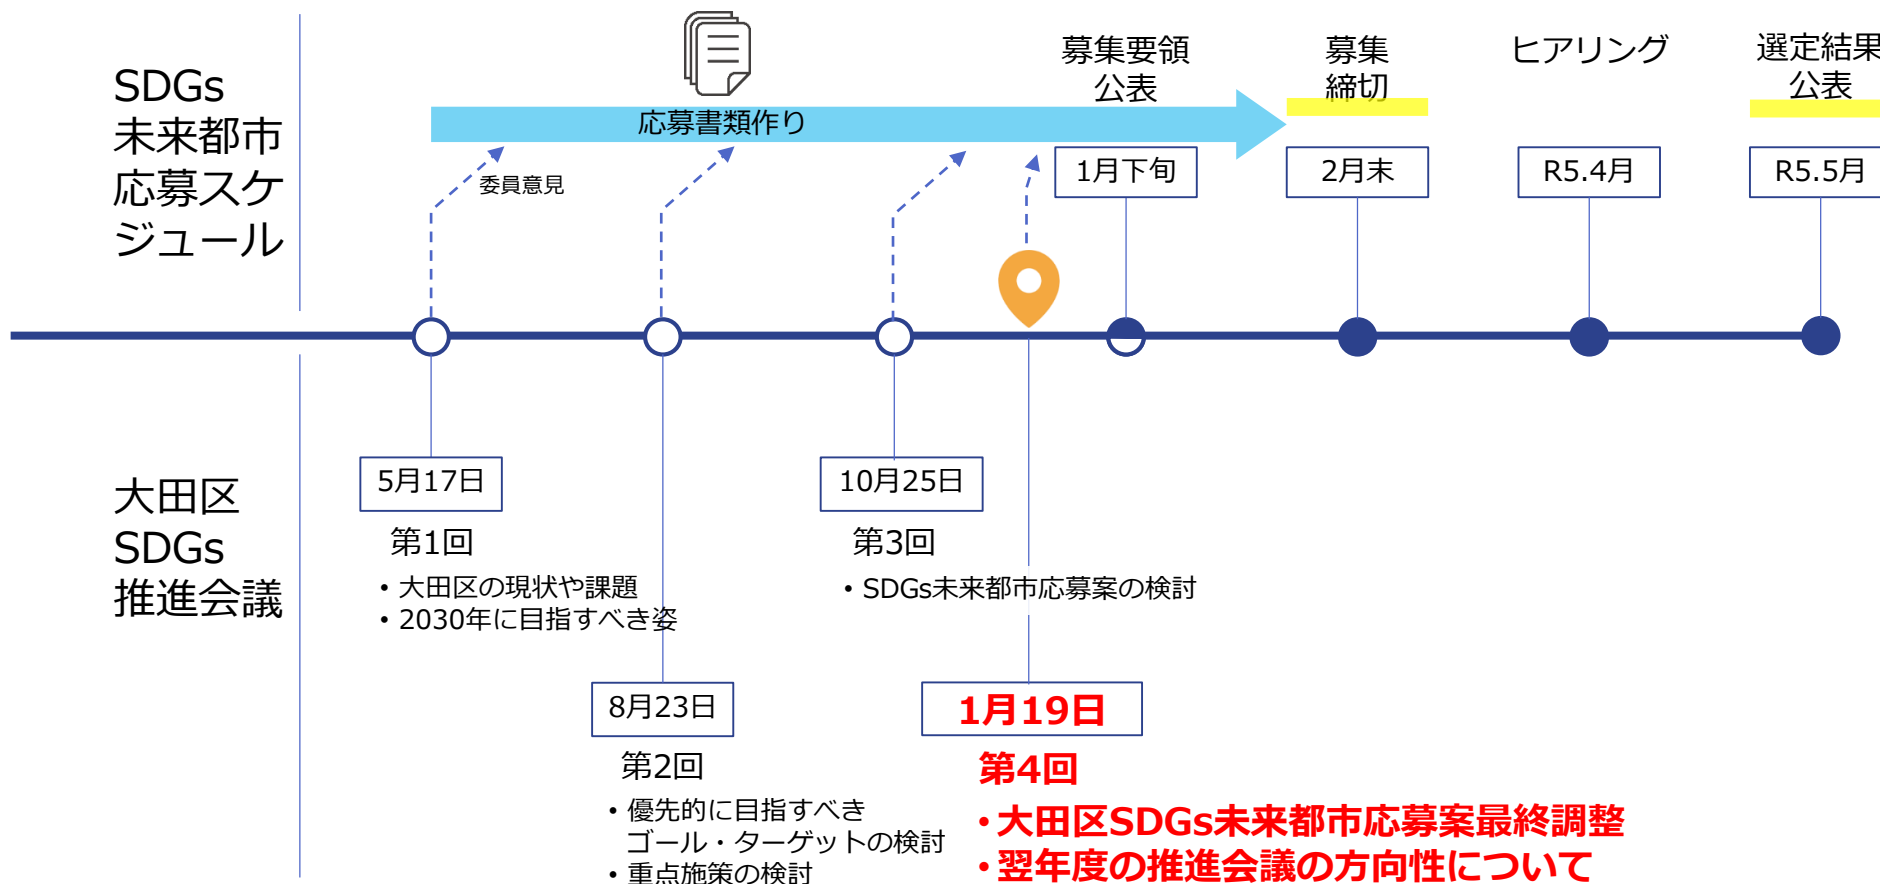 SDGs
未来都市
応募スケ
ジュール
応募書類作り
委員意見
募集要領
公表
1月下旬
募集
締切
2月末
ヒアリング
R5.4月
選定結果
公表
R5.5月
大田区
SDGs
推進会議
5月17日
第1回
・大田区の現状や課題
・2030年に目指すべき姿
8月23日
第2回
・優先的に目指すべき
ゴール・ターゲットの検討
・重点施策の検討
10月25日
第3回
・SDGs未来都市応募案の検討
1月19日
第4回
・大田区SDGs未来都市応募案最終調整
・翌年度の推進会議の方向性について